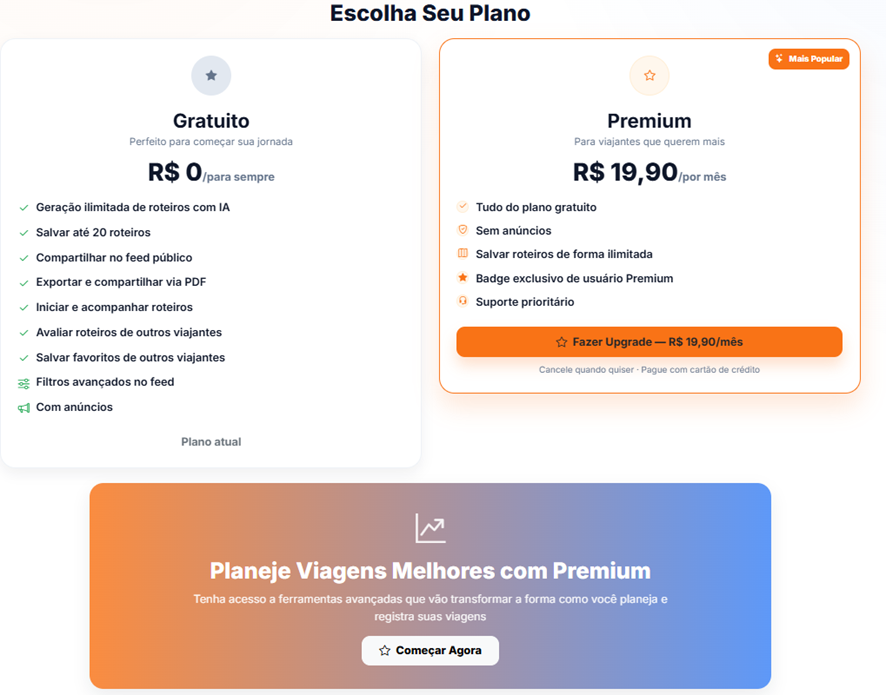 Escolha Seu Plano
Gratuito
Perfeito para começar sua jornada
R$ 0/para sempre
Geração ilimitada de roteiros com IA
Salvar até 20 roteiros
Compartilhar no feed público
Exportar e compartilhar via PDF
Iniciar e acompanhar roteiros
Avaliar roteiros de outros viajantes
Salvar favoritos de outros viajantes
Filtros avançados no feed
Com anúncios
Plano atual
Mais Popular
Premium
Para viajantes que querem mais
R$ 19,90/por mês
Tudo do plano gratuito
Sem anúncios
Salvar roteiros de forma ilimitada
Badge exclusivo de usuário Premium
Suporte prioritário
Fazer Upgrade — R$ 19,90/mês
Cancele quando quiser · Pague com cartão de crédito
Planeje Viagens Melhores com Premium
Tenha acesso a ferramentas avançadas que vão transformar a forma como você planeja e
registra suas viagens
Começar Agora